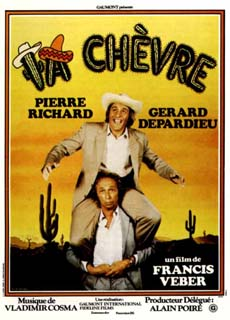 GAUMONT présente
LA CHÈVRE
PIERRE RICHARD
GERARD DEPARDIEU
un film de
FRANCIS VEBER
Musique de
VLADIMIR COSMA
Une réalisation:
GAUMONT INTERNATIONAL
FIDELINE FILMS
Producteur Délégué:
ALAIN POIRÉ